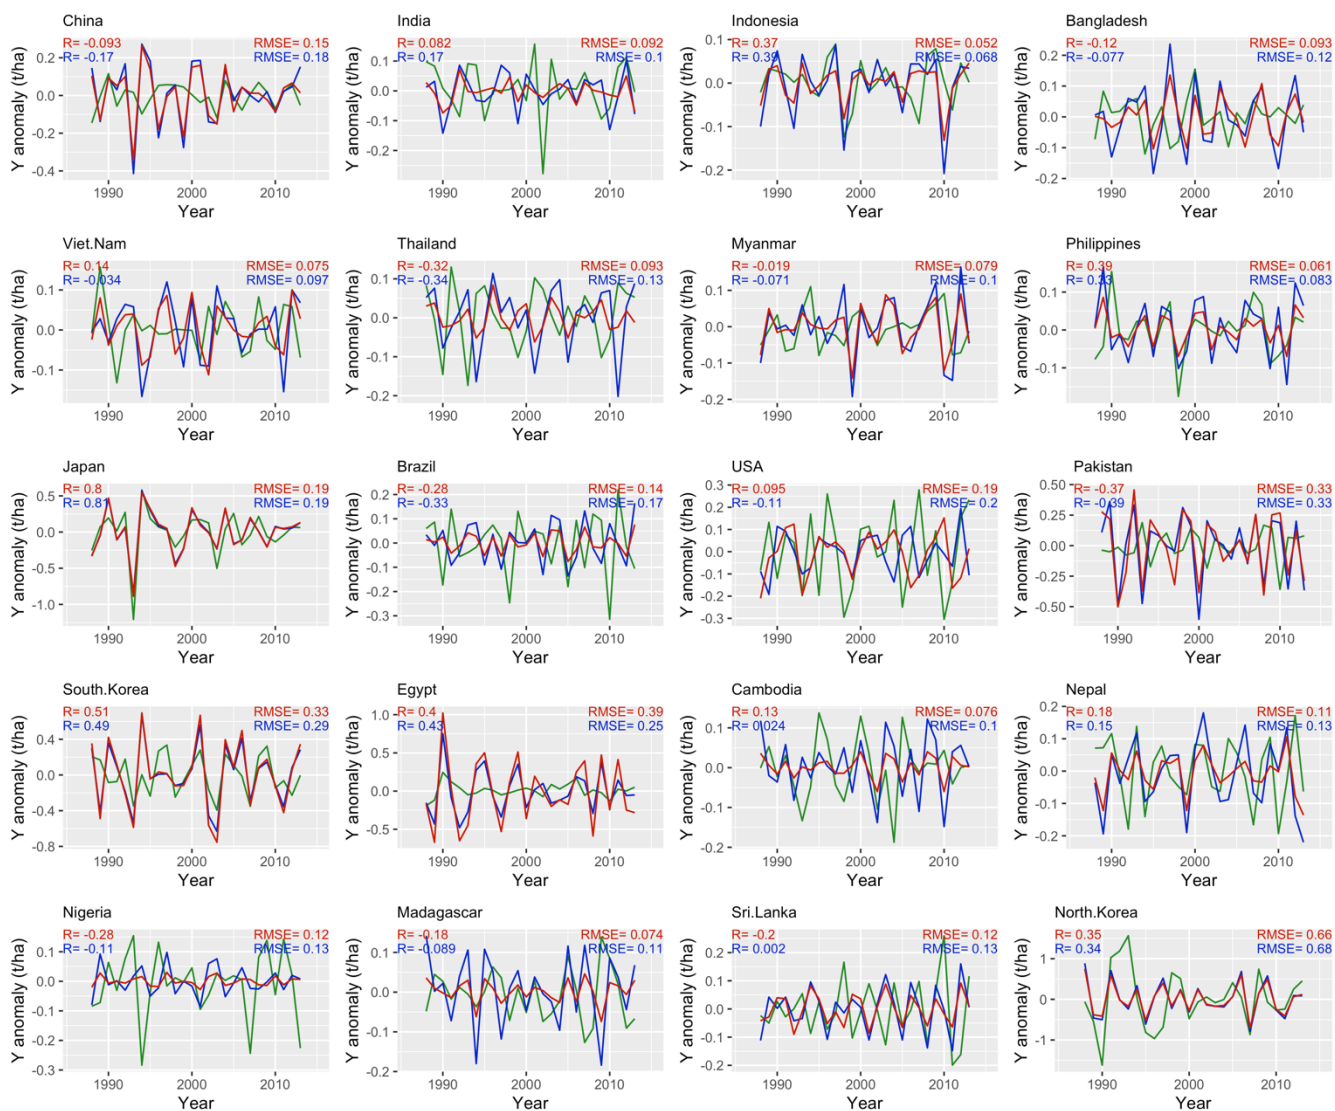 China
R= -0.093 RMSE= 0.15
R= -0.17 RMSE= 0.18
Y anomaly (t/ha)
0.2
0.0
-0.2
-0.4
1990 2000 2010
Year
India
R= 0.082 RMSE= 0.092
R= 0.17 RMSE= 0.1
Y anomaly (t/ha)
0.1
0.0
-0.1
-0.2
1990 2000 2010
Year
Indonesia
R= 0.37 RMSE= 0.052
R= 0.39 RMSE= 0.068
Y anomaly (t/ha)
0.1
0.0
-0.1
-0.2
1990 2000 2010
Year
Bangladesh
R= -0.12 RMSE= 0.093
R= -0.077 RMSE= 0.12
Y anomaly (t/ha)
0.2
0.1
0.0
-0.1
-0.2
1990 2000 2010
Year
Viet.Nam
R= 0.14 RMSE= 0.075
R= -0.034 RMSE= 0.097
Y anomaly (t/ha)
0.1
0.0
-0.1
1990 2000 2010
Year
Thailand
R= -0.32 RMSE= 0.093
R= -0.34 RMSE= 0.13
Y anomaly (t/ha)
0.1
0.0
-0.1
-0.2
1990 2000 2010
Year
Myanmar
R= -0.019 RMSE= 0.079
R= -0.071 RMSE= 0.1
Y anomaly (t/ha)
0.1
0.0
-0.1
-0.2
1990 2000 2010
Year
Philippines
R= 0.39 RMSE= 0.061
R= 0.33 RMSE= 0.083
Y anomaly (t/ha)
0.1
0.0
-0.1
1990 2000 2010
Year
Japan
R= 0.8 RMSE= 0.19
R= 0.81 RMSE= 0.19
Y anomaly (t/ha)
0.5
0.0
-0.5
-1.0
1990 2000 2010
Year
Brazil
R= -0.28 RMSE= 0.14
R= -0.33 RMSE= 0.17
Y anomaly (t/ha)
0.2
0.1
0.0
-0.1
-0.2
-0.3
1990 2000 2010
Year
USA
R= 0.095 RMSE= 0.19
R= -0.11 RMSE= 0.2
Y anomaly (t/ha)
0.3
0.2
0.1
0.0
-0.1
-0.2
-0.3
1990 2000 2010
Year
Pakistan
R= -0.37 RMSE= 0.33
R= -0.39 RMSE= 0.33
Y anomaly (t/ha)
0.50
0.25
0.00
-0.25
-0.50
1990 2000 2010
Year
South.Korea
R= 0.51 RMSE= 0.33
R= 0.49 RMSE= 0.29
Y anomaly (t/ha)
0.4
0.0
-0.4
-0.8
1990 2000 2010
Year
Egypt
R= 0.4 RMSE= 0.39
R= 0.43 RMSE= 0.25
Y anomaly (t/ha)
1.0
0.5
0.0
-0.5
1990 2000 2010
Year
Cambodia
R= 0.13 RMSE= 0.076
R= 0.024 RMSE= 0.1
Y anomaly (t/ha)
0.1
0.0
-0.1
-0.2
1990 2000 2010
Year
Nepal
R= 0.18 RMSE= 0.11
R= 0.15 RMSE= 0.13
Y anomaly (t/ha)
0.2
0.1
0.0
-0.1
-0.2
1990 2000 2010
Year
Nigeria
R= -0.28 RMSE= 0.12
R= -0.11 RMSE= 0.13
Y anomaly (t/ha)
0.1
0.0
-0.1
-0.2
-0.3
1990 2000 2010
Year
Madagascar
R= -0.18 RMSE= 0.074
R= -0.089 RMSE= 0.11
Y anomaly (t/ha)
0.1
0.0
-0.1
-0.2
1990 2000 2010
Year
Sri.Lanka
R= -0.2 RMSE= 0.12
R= 0.002 RMSE= 0.13
Y anomaly (t/ha)
0.2
0.1
0.0
-0.1
-0.2
1990 2000 2010
Year
North.Korea
R= 0.35 RMSE= 0.66
R= 0.34 RMSE= 0.68
Y anomaly (t/ha)
1
0
-1
1990 2000 2010
Year